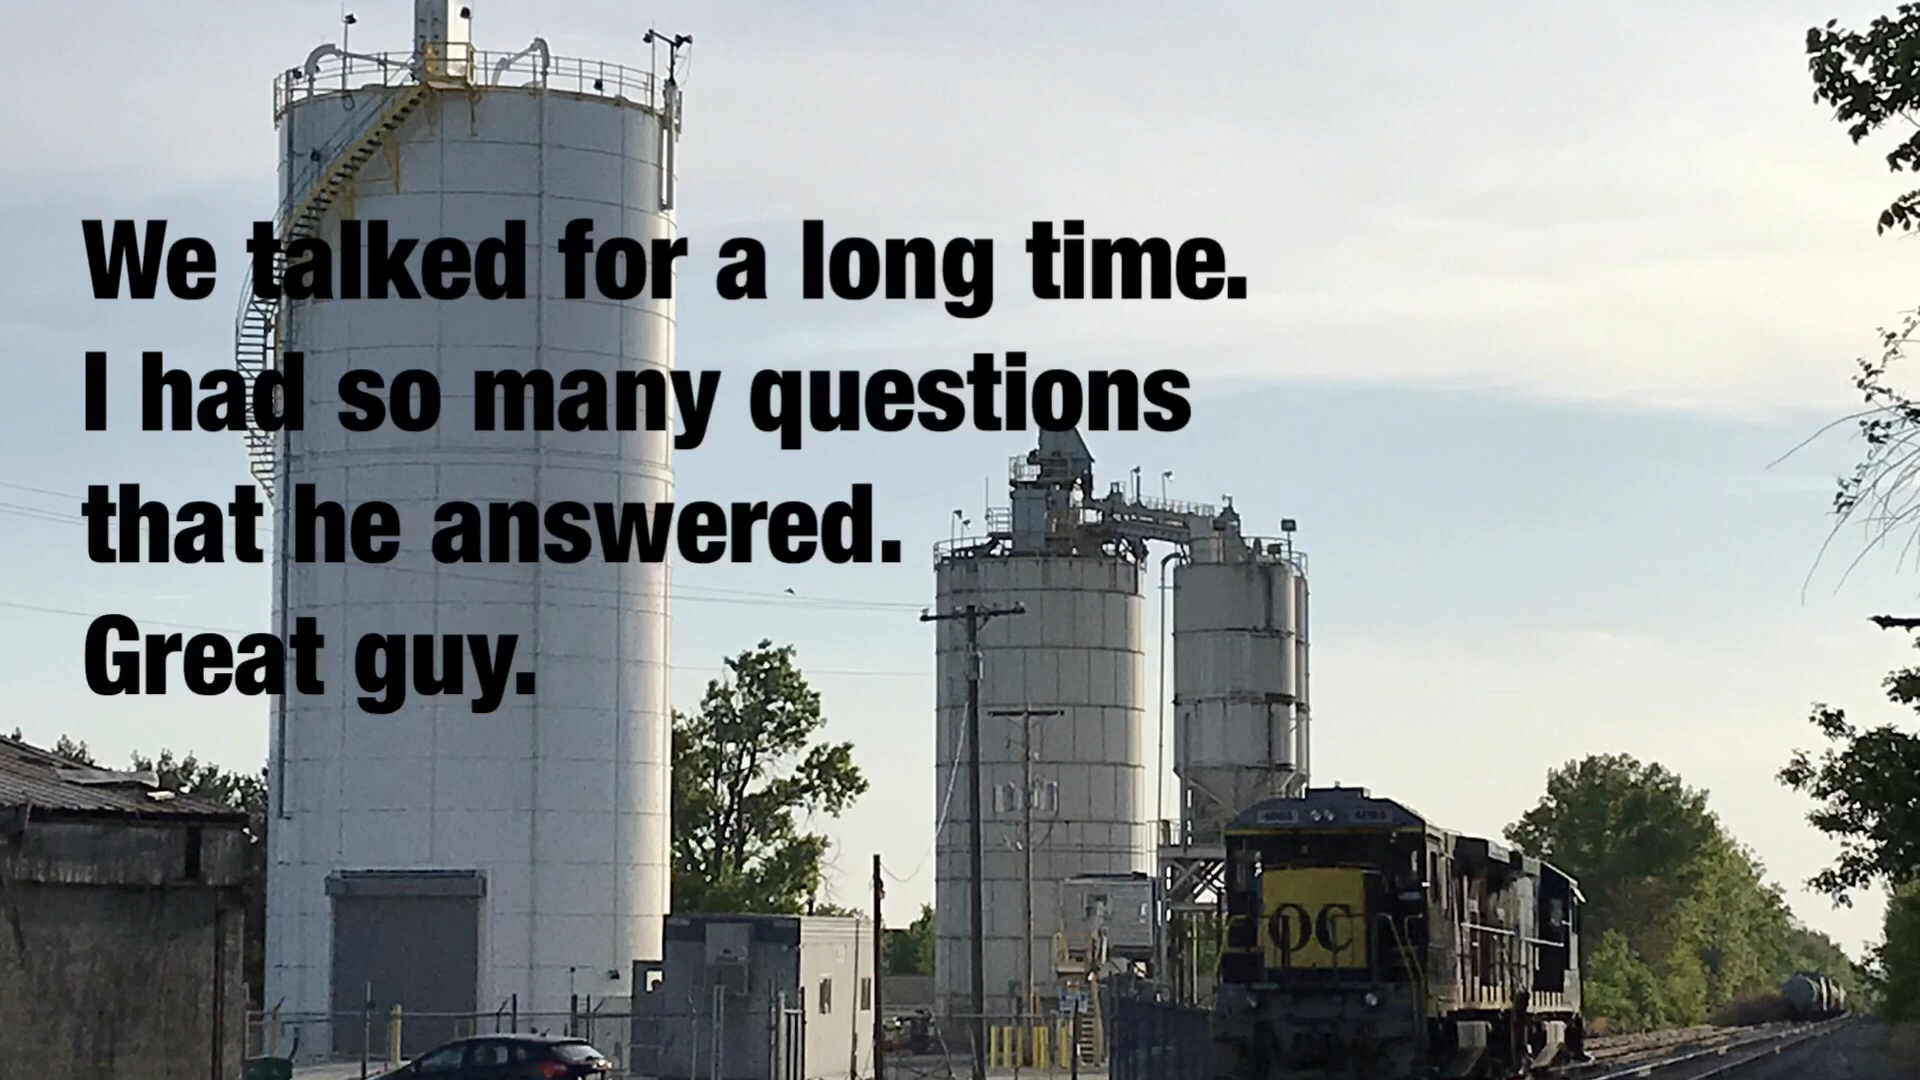 We talked for a long time.
I had so many questions
that he answered.
Great guy.
OC